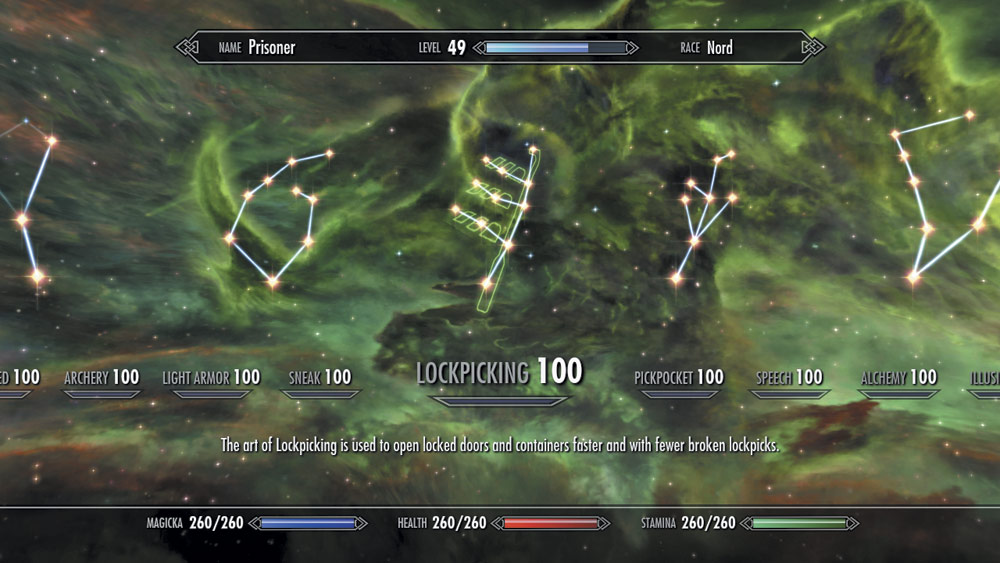 NAME Prisoner LEVEL 49 RACE Nord
ED 100 ARCHERY 100 LIGHT ARMOR 100 SNEAK 100 LOCKPICKING 100 PICKPOCKET 100 SPEECH 100 ALCHEMY 100 ILLUS
The art of Lockpicking is used to open locked doors and containers faster and with fewer broken lockpicks.
MAGICKA 260/260 HEALTH 260/260 STAMINA 260/260